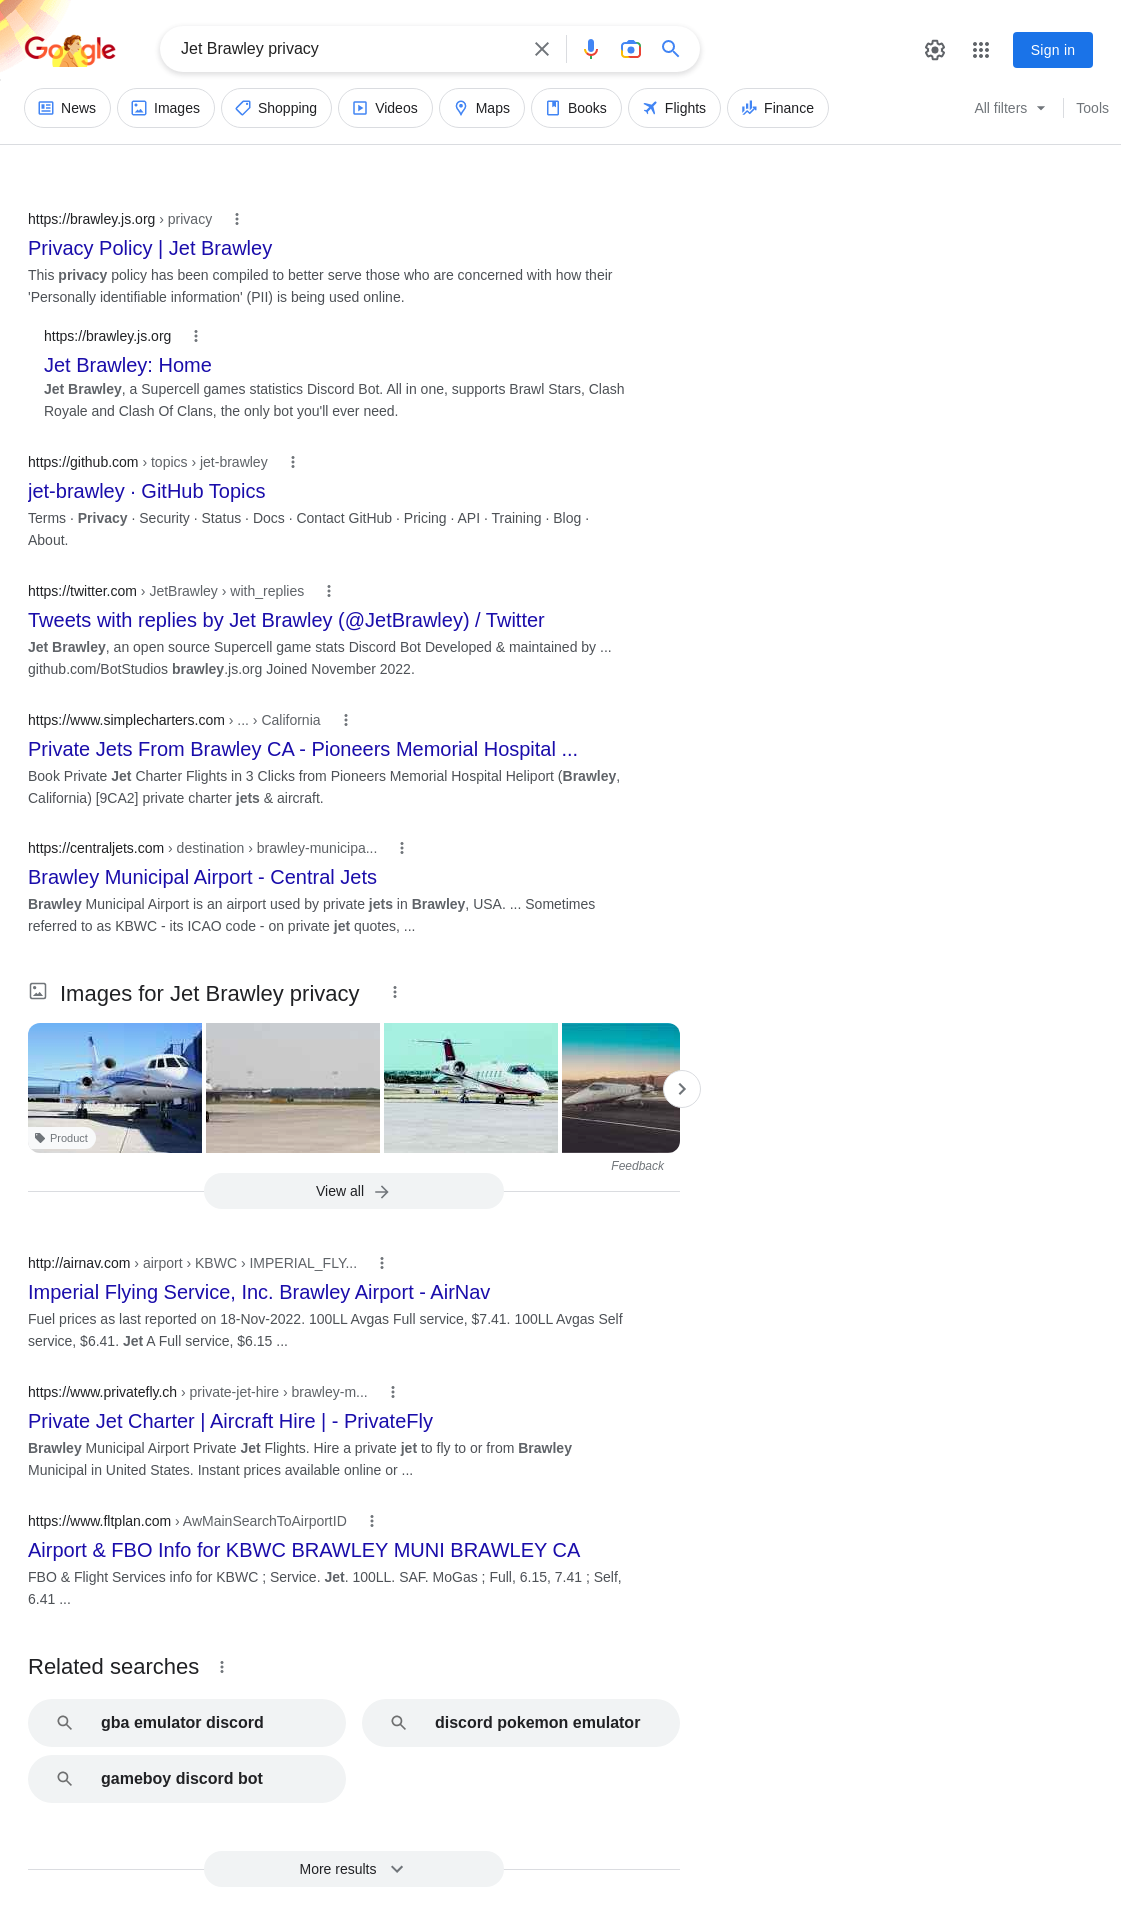 Google
Jet Brawley privacy
Sign in
News
Images
Shopping
Videos
Maps
Books
Flights
Finance
All filters
Tools
https://brawley.js.org › privacy
Privacy Policy | Jet Brawley
This privacy policy has been compiled to better serve those who are concerned with how their
'Personally identifiable information' (PII) is being used online.
https://brawley.js.org
Jet Brawley: Home
Jet Brawley, a Supercell games statistics Discord Bot. All in one, supports Brawl Stars, Clash
Royale and Clash Of Clans, the only bot you'll ever need.
https://github.com › topics › jet-brawley
jet-brawley · GitHub Topics
Terms · Privacy · Security · Status · Docs · Contact GitHub · Pricing · API · Training · Blog ·
About.
https://twitter.com › JetBrawley › with_replies
Tweets with replies by Jet Brawley (@JetBrawley) / Twitter
Jet Brawley, an open source Supercell game stats Discord Bot Developed & maintained by ...
github.com/BotStudios brawley.js.org Joined November 2022.
https://www.simplecharters.com › ... › California
Private Jets From Brawley CA - Pioneers Memorial Hospital ...
Book Private Jet Charter Flights in 3 Clicks from Pioneers Memorial Hospital Heliport (Brawley,
California) [9CA2] private charter jets & aircraft.
https://centraljets.com › destination › brawley-municipa...
Brawley Municipal Airport - Central Jets
Brawley Municipal Airport is an airport used by private jets in Brawley, USA. ... Sometimes
referred to as KBWC - its ICAO code - on private jet quotes, ...
Images for Jet Brawley privacy
Product
Feedback
View all
http://airnav.com › airport › KBWC › IMPERIAL_FLY...
Imperial Flying Service, Inc. Brawley Airport - AirNav
Fuel prices as last reported on 18-Nov-2022. 100LL Avgas Full service, $7.41. 100LL Avgas Self
service, $6.41. Jet A Full service, $6.15 ...
https://www.privatefly.ch › private-jet-hire › brawley-m...
Private Jet Charter | Aircraft Hire | - PrivateFly
Brawley Municipal Airport Private Jet Flights. Hire a private jet to fly to or from Brawley
Municipal in United States. Instant prices available online or ...
https://www.fltplan.com › AwMainSearchToAirportID
Airport & FBO Info for KBWC BRAWLEY MUNI BRAWLEY CA
FBO & Flight Services info for KBWC ; Service. Jet. 100LL. SAF. MoGas ; Full, 6.15, 7.41 ; Self,
6.41 ...
Related searches
gba emulator discord
discord pokemon emulator
gameboy discord bot
More results